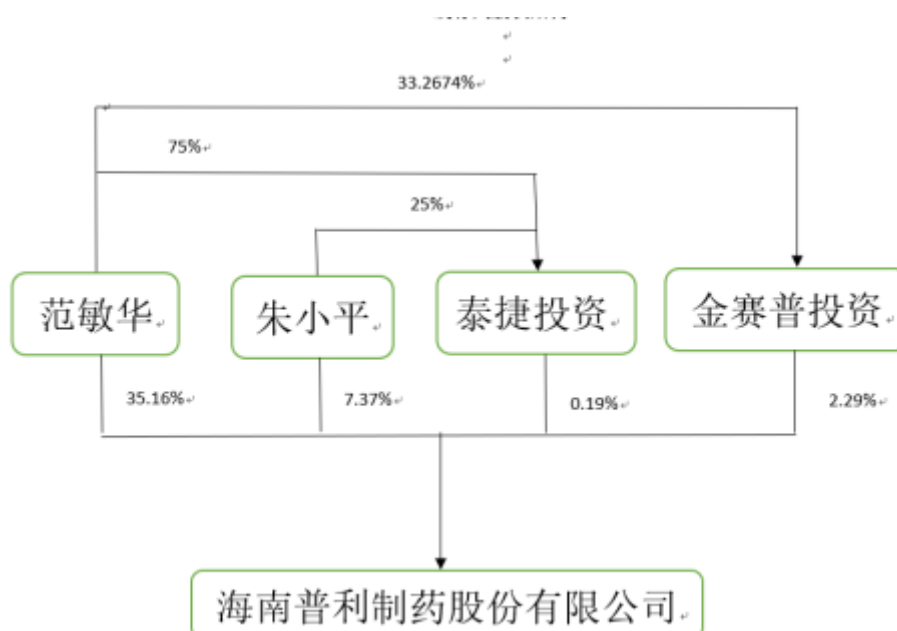 33.2674%
75%
25%
范敏华
朱小平
泰捷投资
金赛普投资
35.16%
7.37%
0.19%
2.29%
海南普利制药股份有限公司